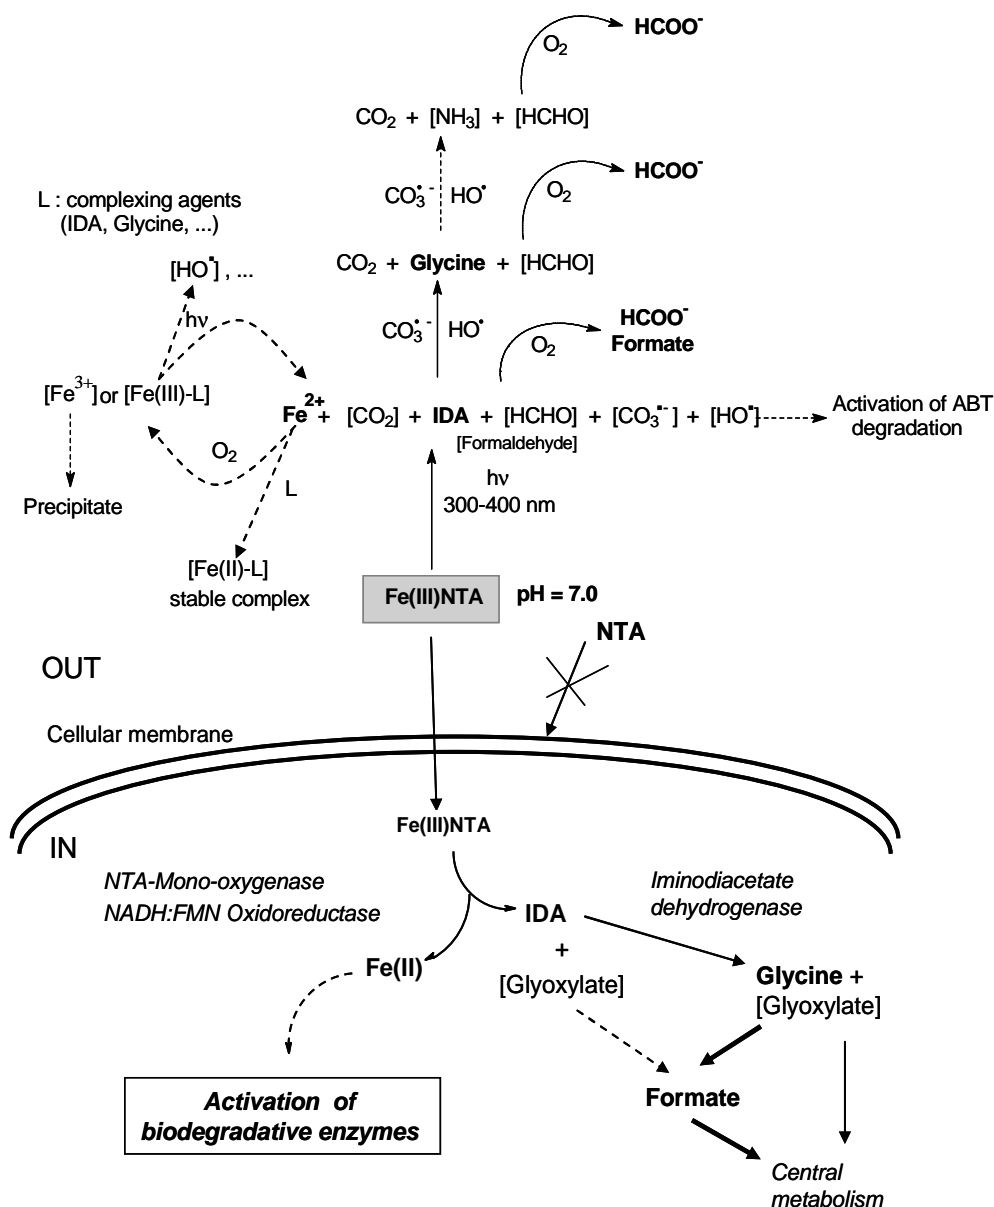 HCOO⁻
O₂
CO₂ + [NH₃] + [HCHO]
HCOO⁻
CO₃•⁻ HO• O₂
L : complexing agents
(IDA, Glycine, ...)
CO₂ + Glycine + [HCHO]
[HO•] , ...
hν
HCOO⁻
Formate
CO₃•⁻ HO• O₂
[Fe³⁺] or [Fe(III)-L]
Fe²⁺ + [CO₂] + IDA + [HCHO] + [CO₃•⁻] + [HO•]
[Formaldehyde]
Activation of ABT
degradation
O₂
L
hν
300-400 nm
Precipitate
[Fe(II)-L]
stable complex
Fe(III)NTA pH = 7.0
NTA
OUT
Cellular membrane
Fe(III)NTA
IN
NTA-Mono-oxygenase
NADH:FMN Oxidoreductase
Iminodiacetate
dehydrogenase
IDA
+
[Glyoxylate]
Fe(II)
Glycine +
[Glyoxylate]
Activation of
biodegradative enzymes
Formate
Central
metabolism